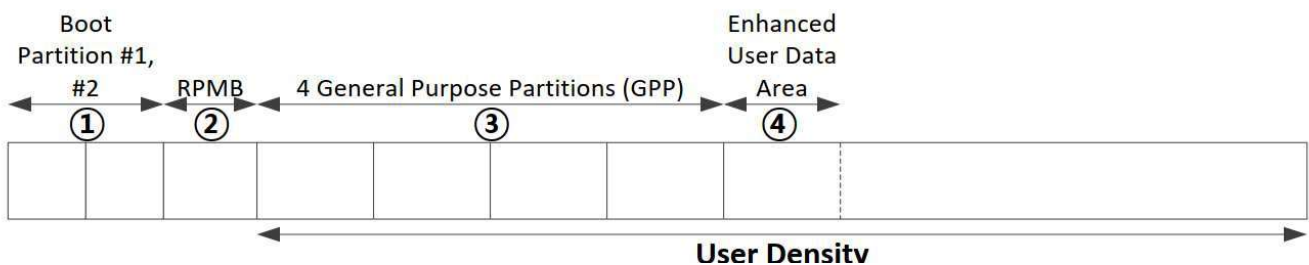 Boot
Partition #1,
#2
RPMB
4 General Purpose Partitions (GPP)
Enhanced
User Data
Area
① ② ③ ④
User Density